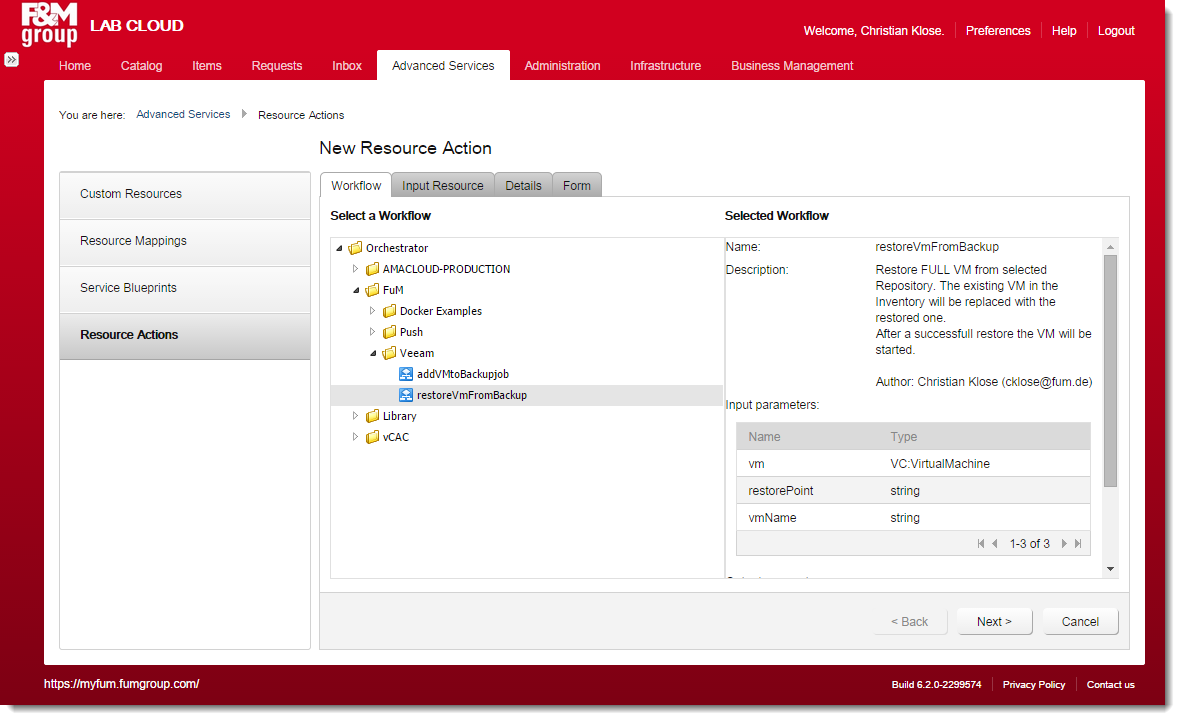 F&M
group
LAB CLOUD
Welcome, Christian Klose.
Preferences
Help
Logout
Home
Catalog
Items
Requests
Inbox
Advanced Services
Administration
Infrastructure
Business Management
You are here:
Advanced Services
Resource Actions
New Resource Action
Custom Resources
Resource Mappings
Service Blueprints
Resource Actions
Workflow
Input Resource
Details
Form
Select a Workflow
Orchestrator
AMACLOUD-PRODUCTION
FuM
Docker Examples
Push
Veeam
addVMtoBackupjob
restoreVmFromBackup
Library
vCAC
Selected Workflow
Name:
restoreVmFromBackup
Description:
Restore FULL VM from selected
Repository. The existing VM in the
Inventory will be replaced with the
restored one.
After a successfull restore the VM will be
started.
Author: Christian Klose (cklose@fum.de)
Input parameters:
Name
Type
vm
VC:VirtualMachine
restorePoint
string
vmName
string
1-3 of 3
< Back
Next >
Cancel
https://myfum.fumgroup.com/
Build 6.2.0-2299574
Privacy Policy
Contact us